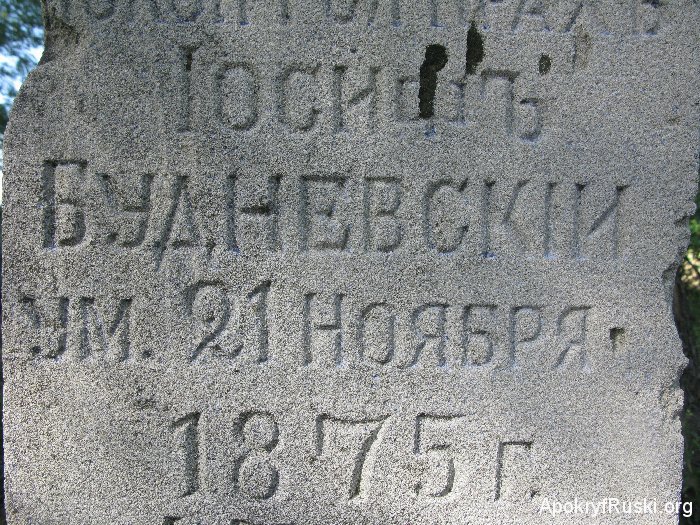 Іосифъ
БУДНЕВСКІЙ
УМ. 21 НОЯБРЯ
1875 г.
ApokryfRuski.org